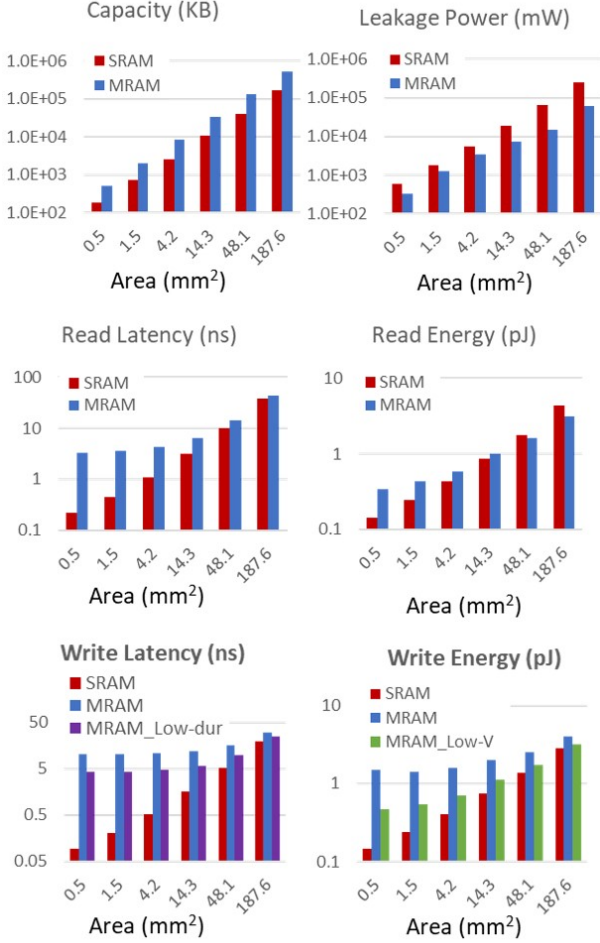 Capacity (KB)
1.0E+06
1.0E+05
1.0E+04
1.0E+03
1.0E+02
SRAM
MRAM
0.5 1.5 4.2 14.3 48.1 187.6
Area (mm²)
Leakage Power (mW)
1.0E+06
1.0E+05
1.0E+04
1.0E+03
1.0E+02
SRAM
MRAM
0.5 1.5 4.2 14.3 48.1 187.6
Area (mm²)
Read Latency (ns)
100
10
1
0.1
SRAM
MRAM
0.5 1.5 4.2 14.3 48.1 187.6
Area (mm²)
Read Energy (pJ)
10
1
0.1
SRAM
MRAM
0.5 1.5 4.2 14.3 48.1 187.6
Area (mm²)
Write Latency (ns)
SRAM
MRAM
MRAM_Low-dur
50
5
0.5
0.05
0.5 1.5 4.2 14.3 48.1 187.6
Area (mm²)
Write Energy (pJ)
SRAM
MRAM
MRAM_Low-V
10
1
0.1
0.5 1.5 4.2 14.3 48.1 187.6
Area (mm²)